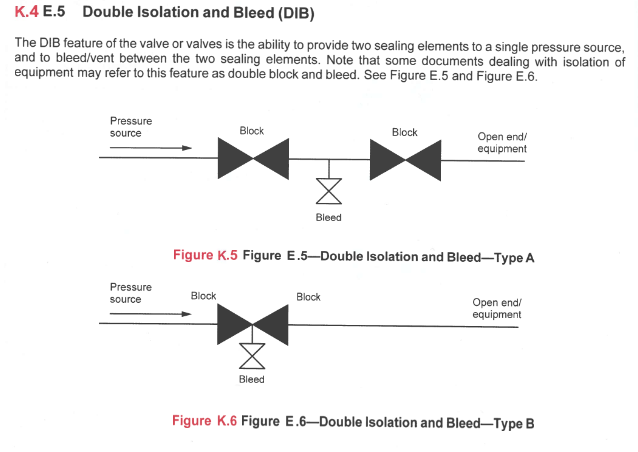 K.4 E.5 Double Isolation and Bleed (DIB)
The DIB feature of the valve or valves is the ability to provide two sealing elements to a single pressure source,
and to bleed/vent between the two sealing elements. Note that some documents dealing with isolation of
equipment may refer to this feature as double block and bleed. See Figure E.5 and Figure E.6.
Pressure
source
Block
Block
Open end/
equipment
Bleed
Figure K.5 Figure E.5—Double Isolation and Bleed—Type A
Pressure
source
Block
Block
Open end/
equipment
Bleed
Figure K.6 Figure E.6—Double Isolation and Bleed—Type B